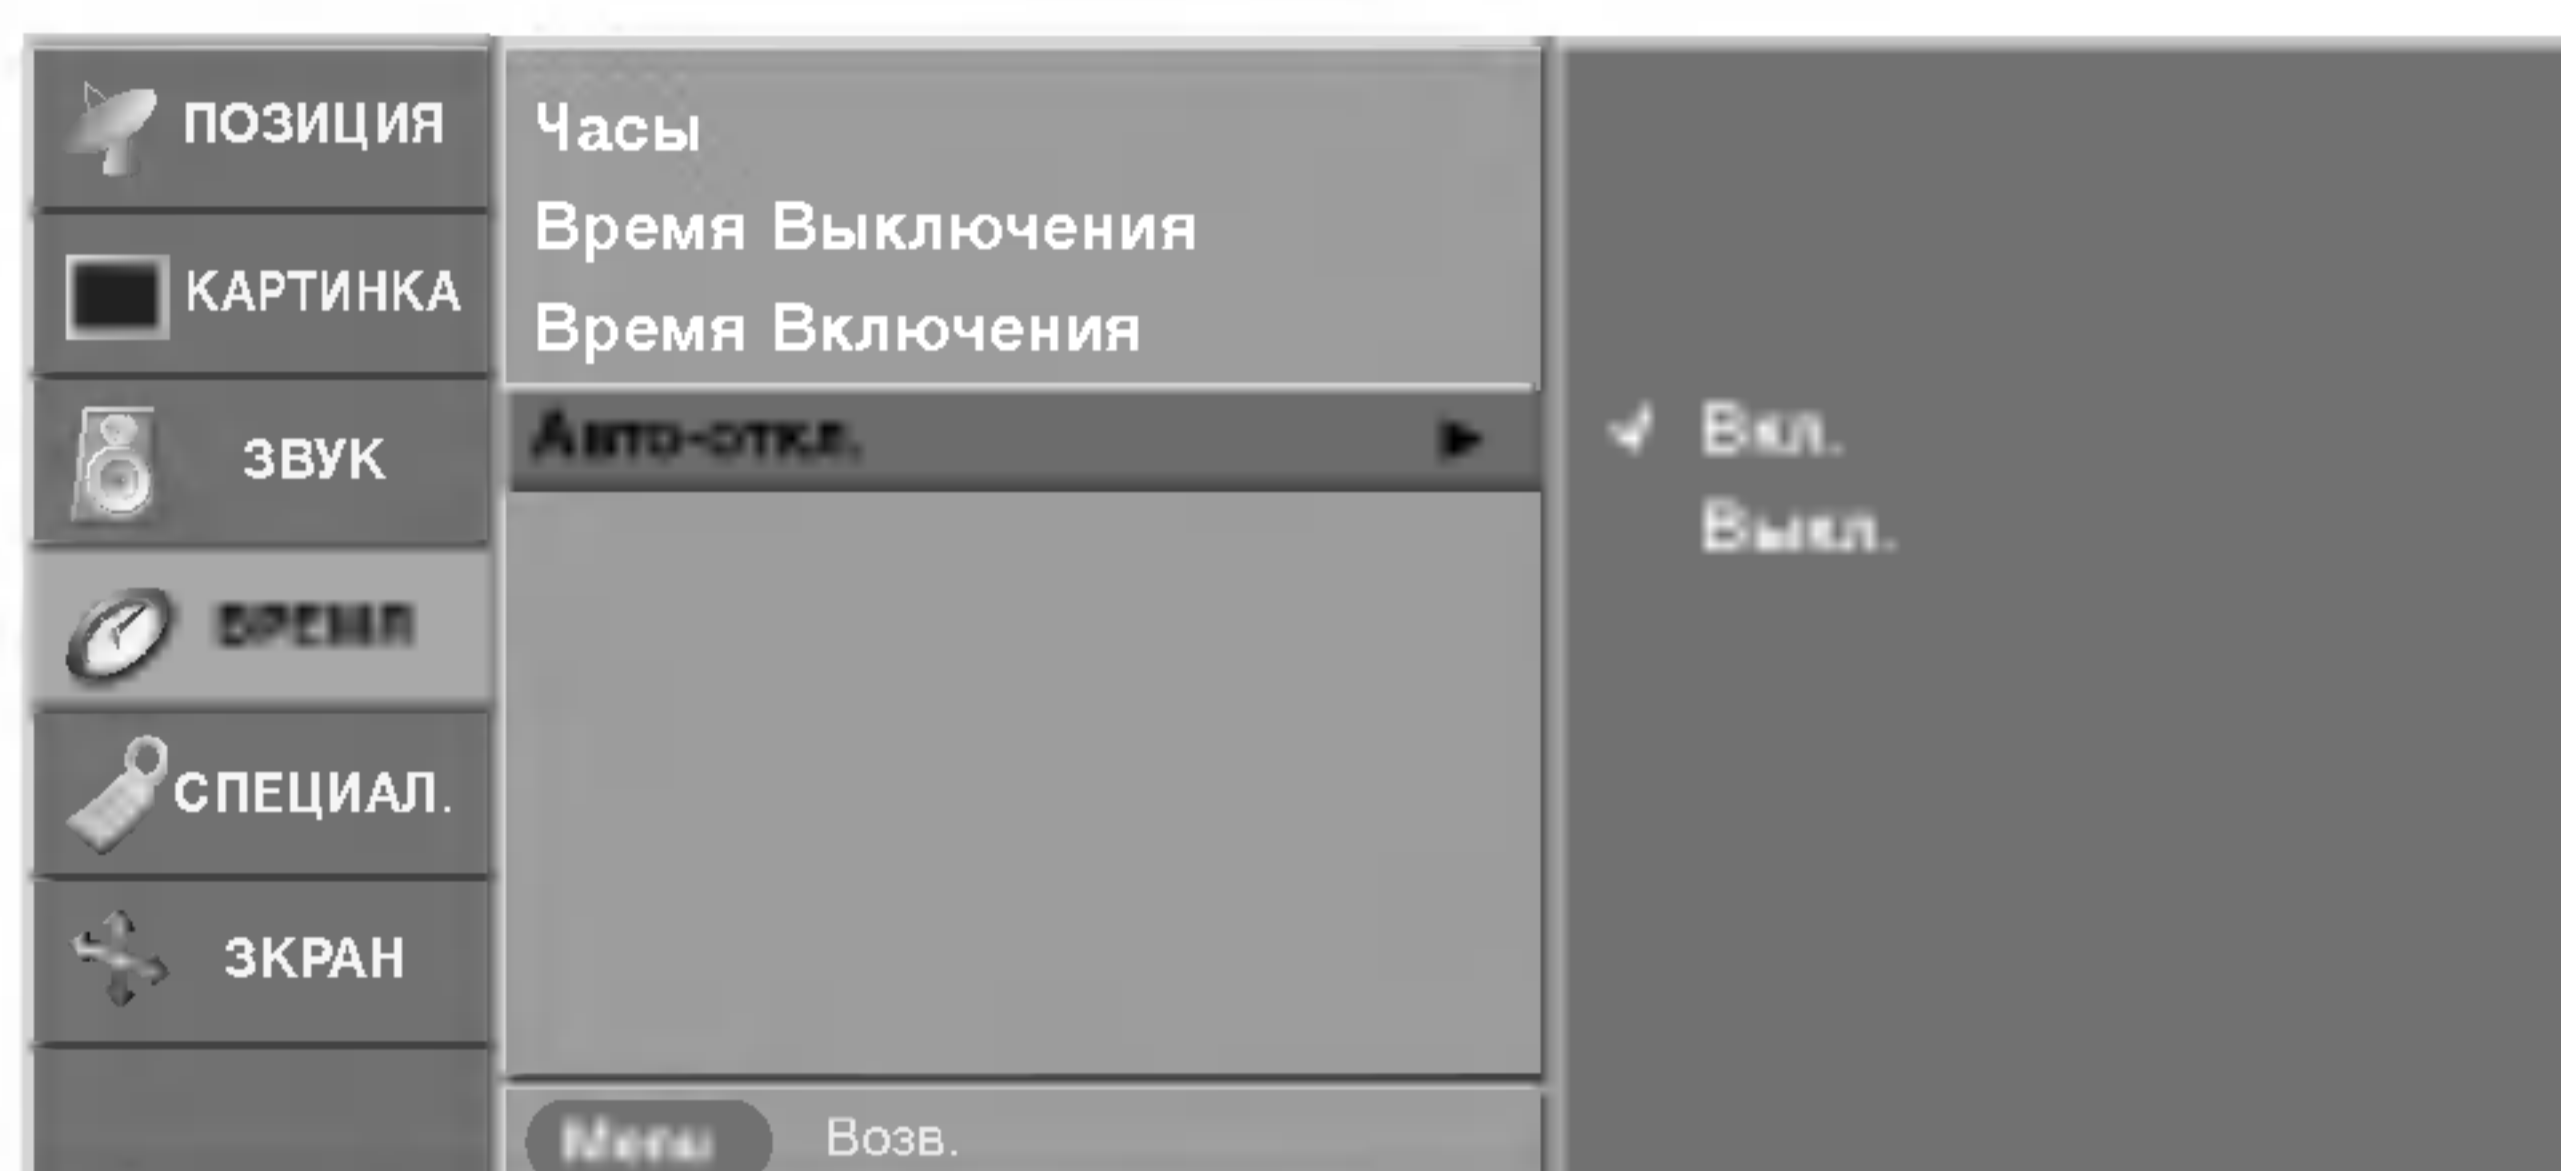 ПОЗИЦИЯ
КАРТИНКА
ЗВУК
ВРЕМЯ
СПЕЦИАЛ.
ЗКРАН
Часы
Время Выключения
Время Включения
Авто-откл.
Вкл.
Выкл.
Menu Возв.